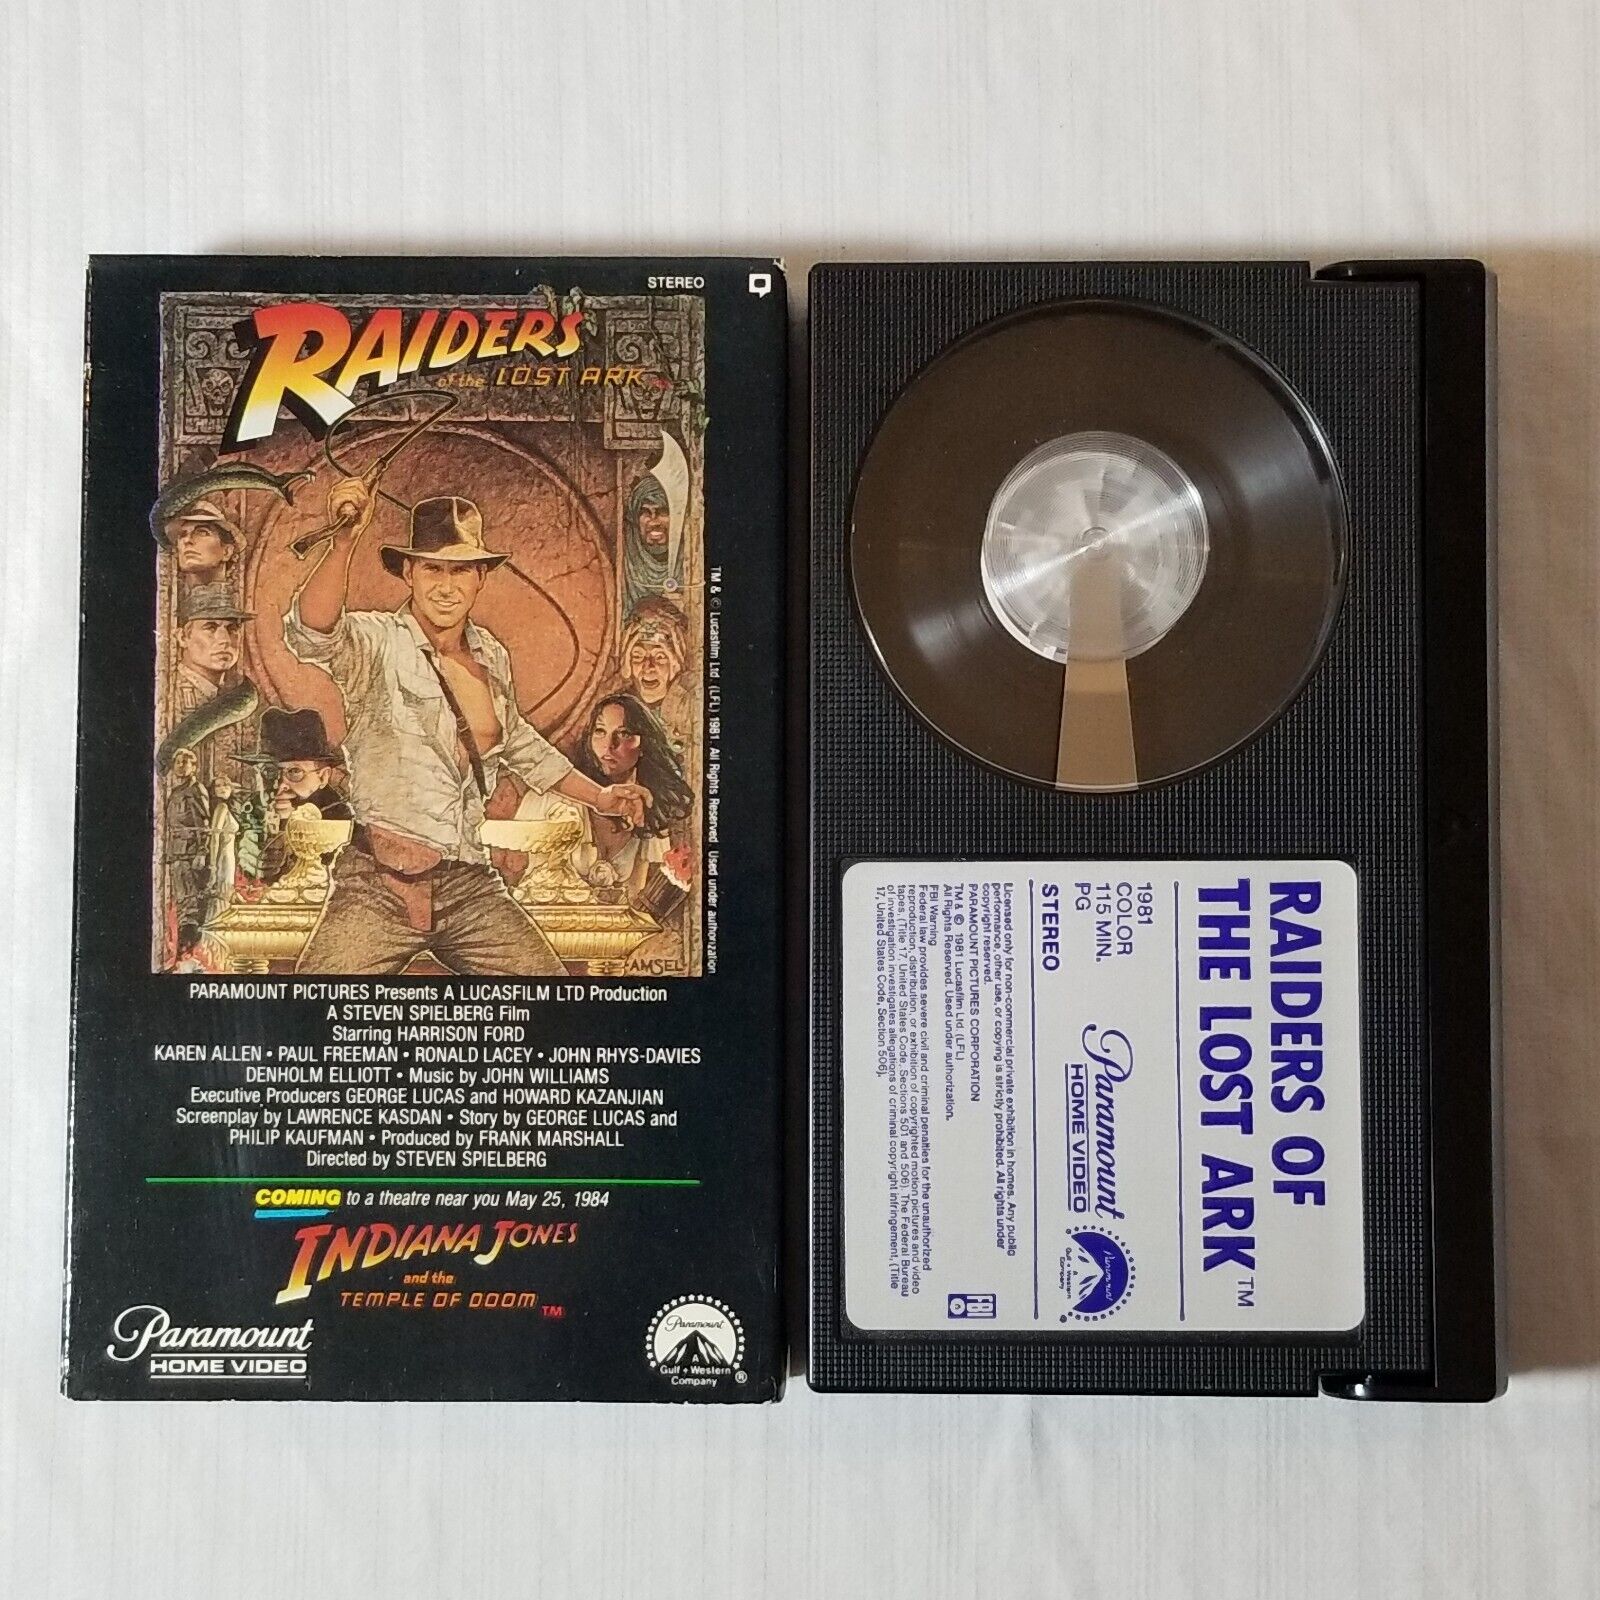 STEREO
RAIDERS
of the LOST ARK™
TM & © Lucasfilm Ltd. (LFL) 1981. All Rights Reserved. Used under authorization
AMSEL
PARAMOUNT PICTURES Presents A LUCASFILM LTD Production
A STEVEN SPIELBERG Film
Starring HARRISON FORD
KAREN ALLEN • PAUL FREEMAN • RONALD LACEY • JOHN RHYS-DAVIES
DENHOLM ELLIOTT • Music by JOHN WILLIAMS
Executive Producers GEORGE LUCAS and HOWARD KAZANJIAN
Screenplay by LAWRENCE KASDAN • Story by GEORGE LUCAS and
PHILIP KAUFMAN • Produced by FRANK MARSHALL
Directed by STEVEN SPIELBERG
COMING to a theatre near you May 25, 1984
INDIANA JONES
and the
TEMPLE OF DOOM™
Paramount
HOME VIDEO
Paramount
A
Gulf + Western
Company
®
RAIDERS OF
THE LOST ARK™
1981
COLOR
115 MIN.
PG
Paramount
HOME VIDEO
Paramount
A
Gulf + Western
Company
®
STEREO
Licensed only for non-commercial private exhibition in homes. Any public
performance, other use, or copying is strictly prohibited. All rights under
copyright reserved.
PARAMOUNT PICTURES CORPORATION
TM & © 1981 Lucasfilm Ltd. (LFL)
All Rights Reserved. Used under authorization.
FBI Warning
Federal law provides severe civil and criminal penalties for the unauthorized
reproduction, distribution, or exhibition of copyrighted motion pictures and video
tapes, (Title 17, United States Code, Sections 501 and 506). The Federal Bureau
of investigation investigates allegations of criminal copyright infringement, (Title
17, United States Code, Section 506).
FBI